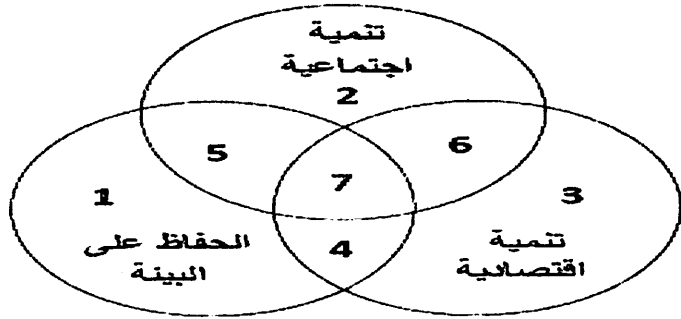 تنمية
اجتماعية
2
5
6
7
1
3
الحفاظ على
البيئة
4
تنمية
اقتصادية